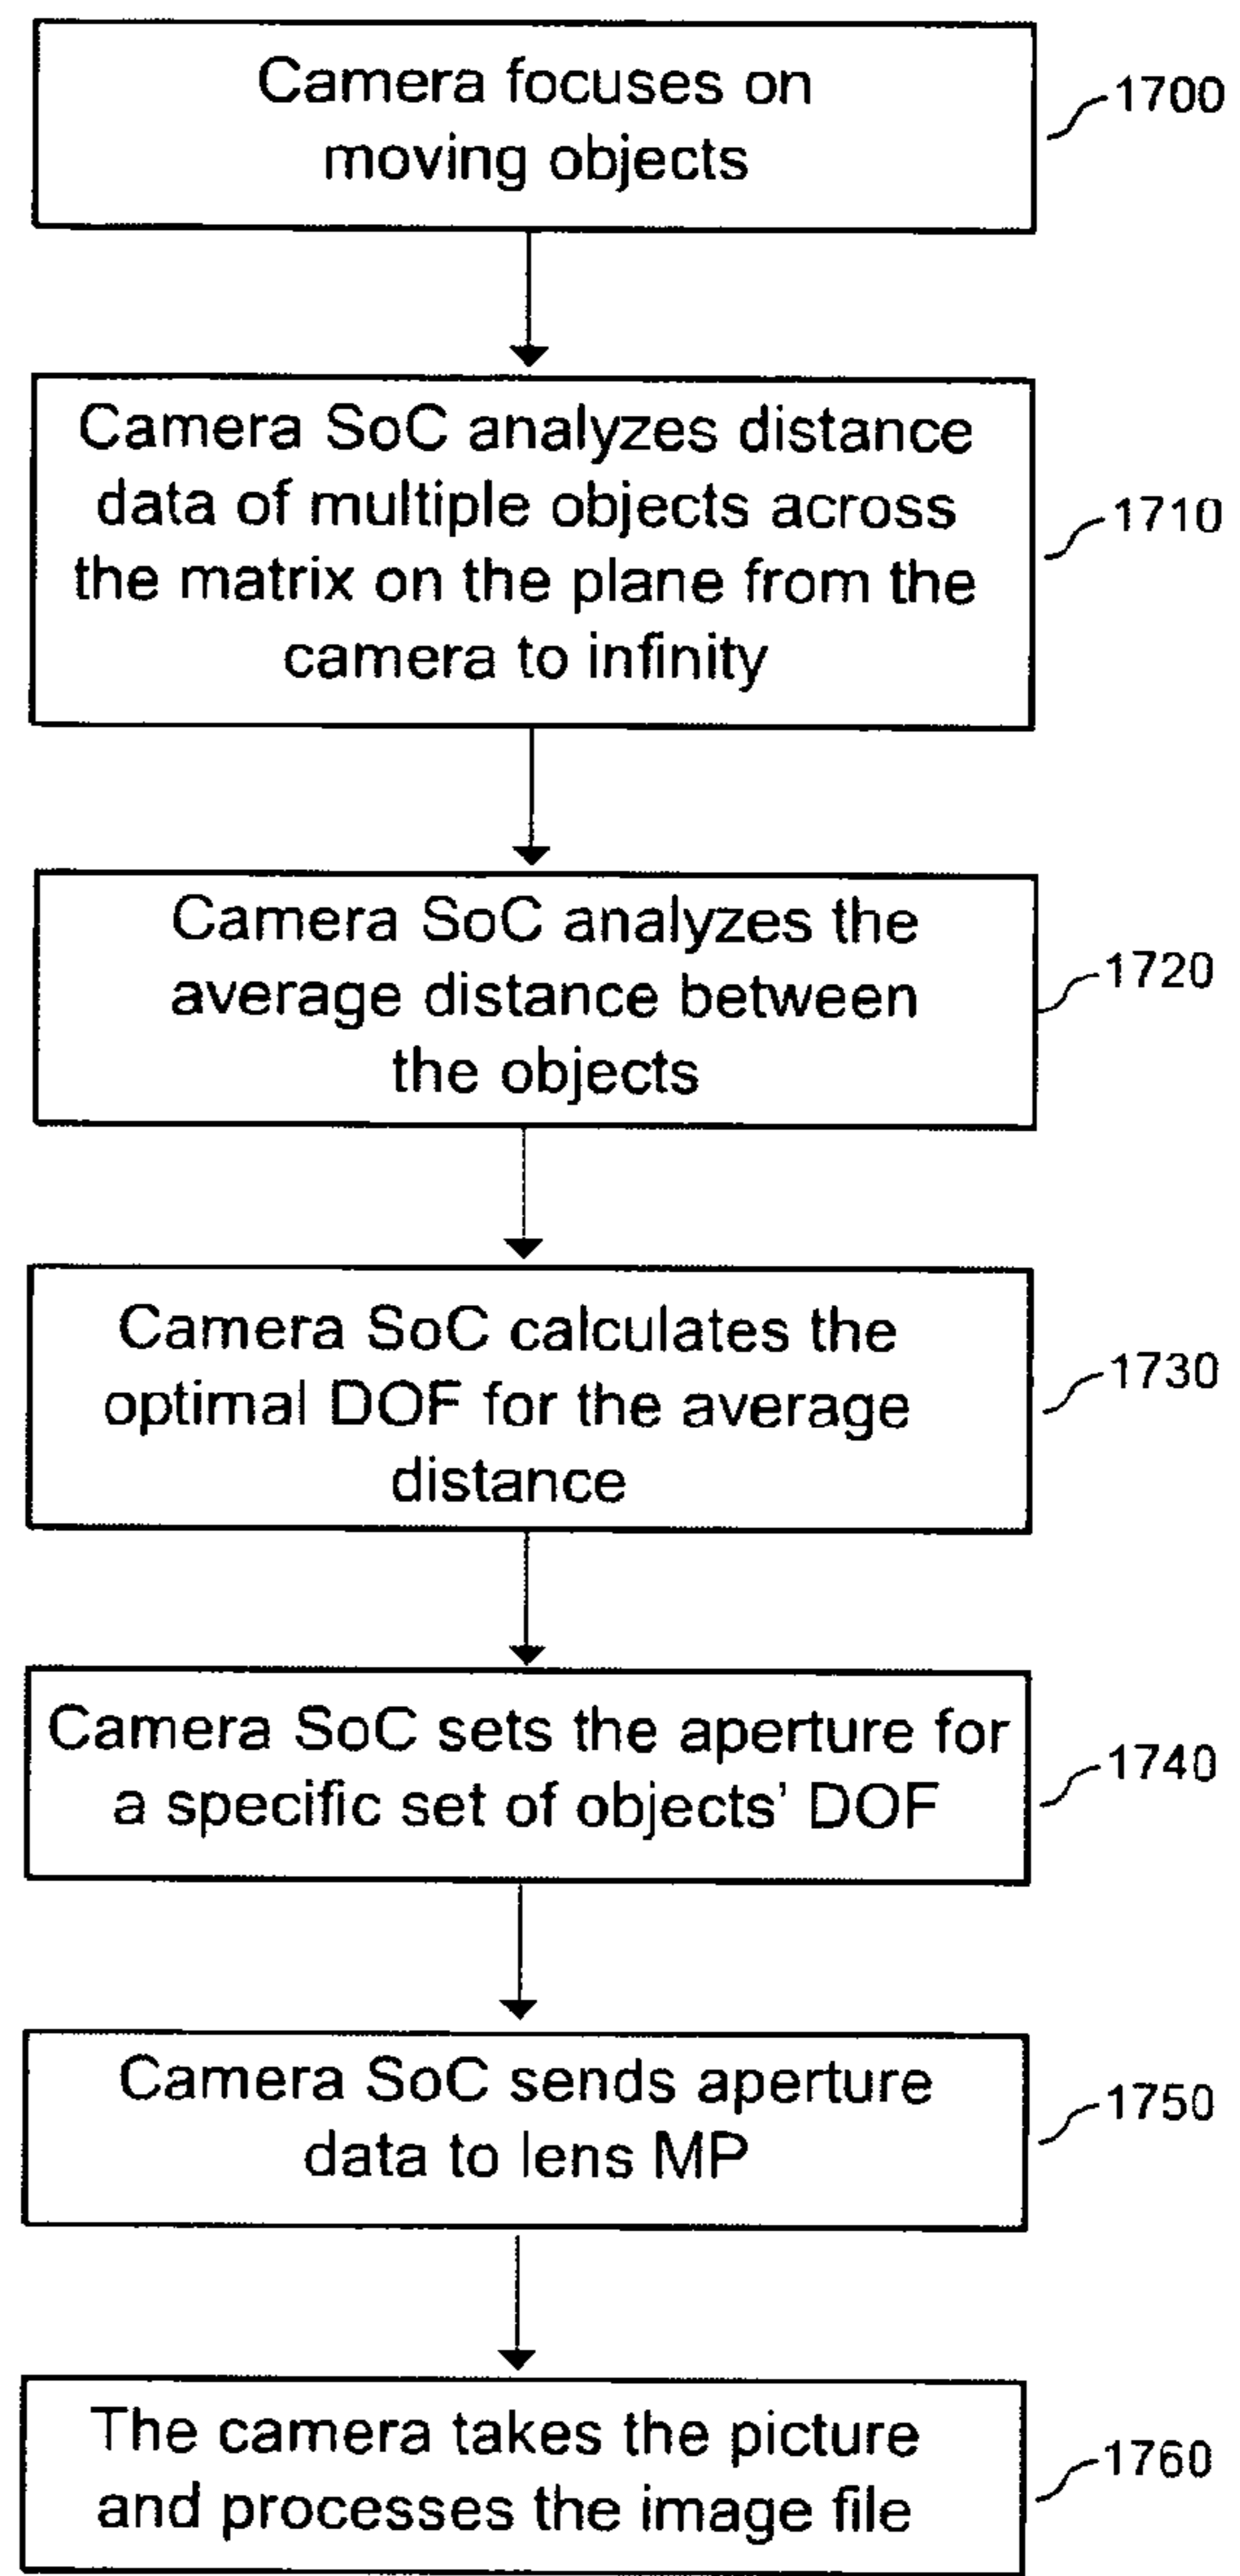 Camera focuses on
moving objects
1700
Camera SoC analyzes distance
data of multiple objects across
the matrix on the plane from the
camera to infinity
1710
Camera SoC analyzes the
average distance between
the objects
1720
Camera SoC calculates the
optimal DOF for the average
distance
1730
Camera SoC sets the aperture for
a specific set of objects’ DOF
1740
Camera SoC sends aperture
data to lens MP
1750
The camera takes the picture
and processes the image file
1760